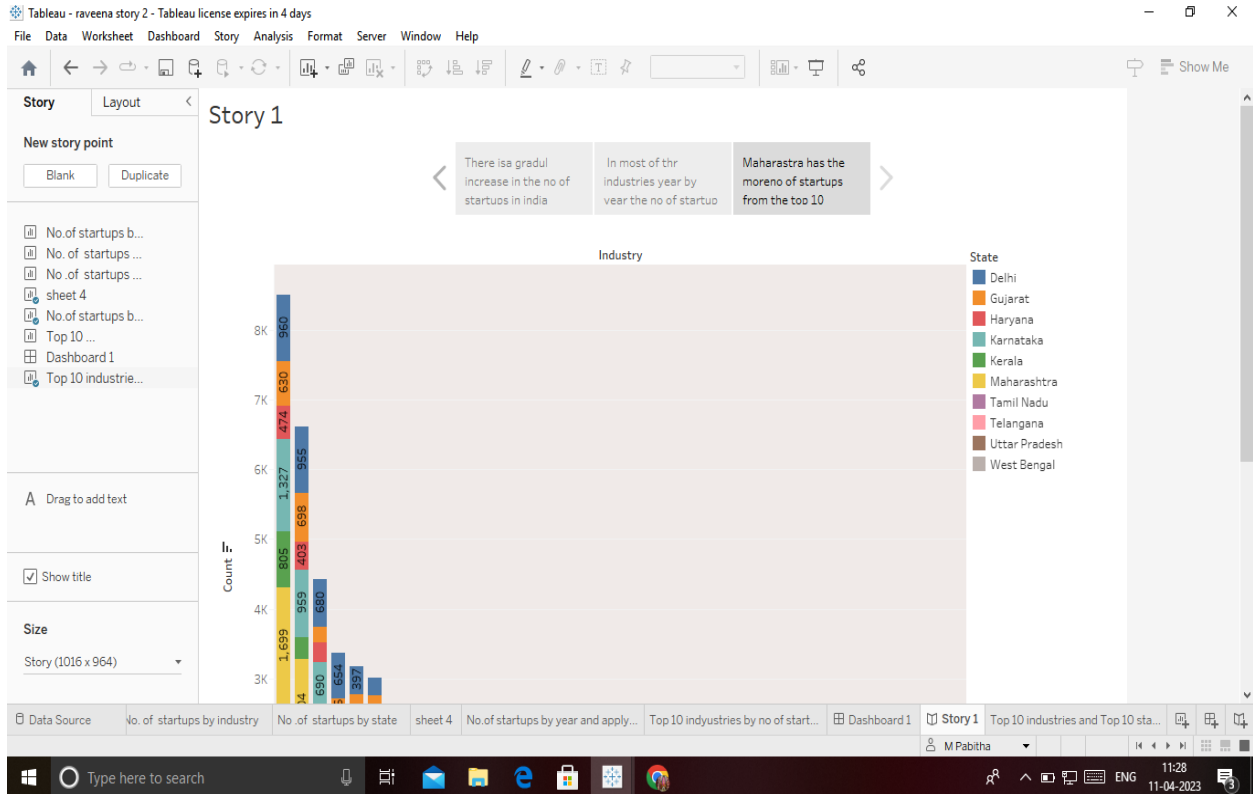 Tableau - raveena story 2 - Tableau license expires in 4 days
File Data Worksheet Dashboard Story Analysis Format Server Window Help
Show Me
Story Layout
New story point
Blank Duplicate
No.of startups b...
No. of startups ...
No .of startups ...
sheet 4
No.of startups b...
Top 10 ...
Dashboard 1
Top 10 industrie...
A Drag to add text
Show title
Size
Story (1016 x 964)
Story 1
There isa gradul
increase in the no of
startups in india
In most of thr
industries year by
year the no of startup
Maharastra has the
moreno of startups
from the top 10
Industry
Count
8K
7K
6K
5K
4K
3K
960
630
474
1,327
805
1,699
955
698
403
959
680
690
654
397
State
Delhi
Gujarat
Haryana
Karnataka
Kerala
Maharashtra
Tamil Nadu
Telangana
Uttar Pradesh
West Bengal
Data Source No. of startups by industry No .of startups by state sheet 4 No.of startups by year and apply... Top 10 indyustries by no of start... Dashboard 1 Story 1 Top 10 industries and Top 10 sta...
M Pabitha
Type here to search
ENG
11:28
11-04-2023
3